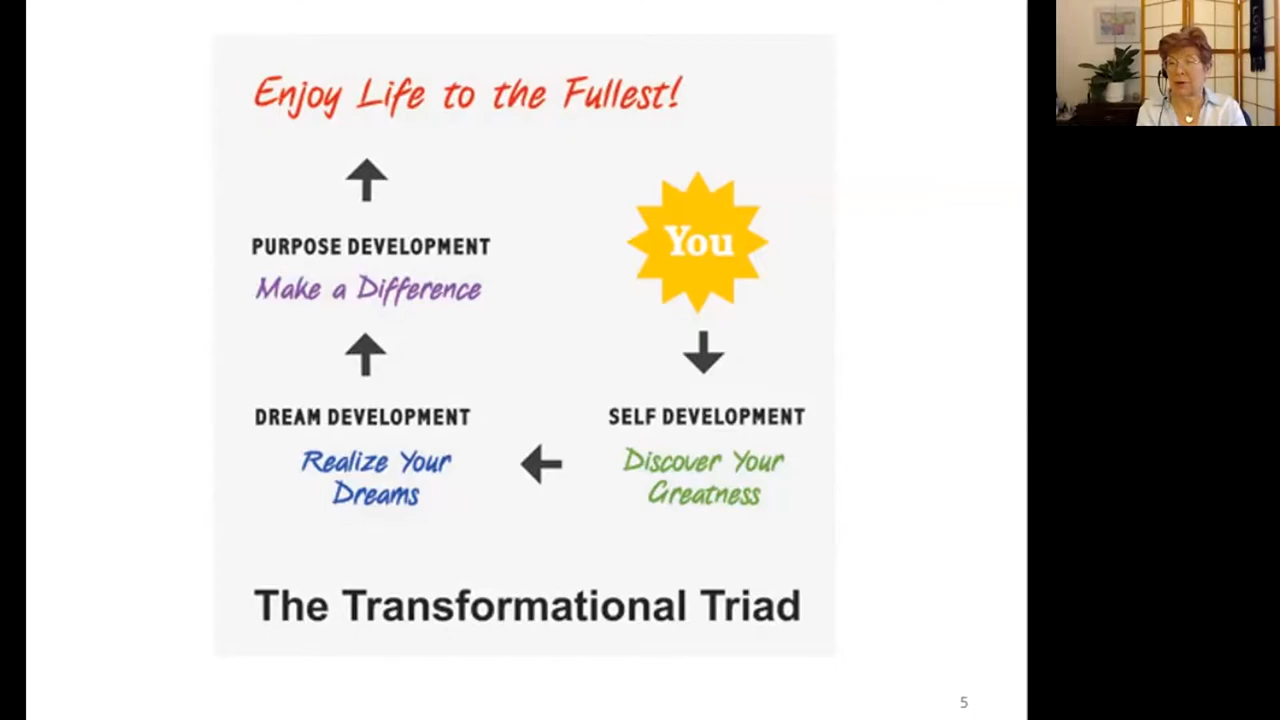 Enjoy Life to the Fullest!
You
PURPOSE DEVELOPMENT
Make a Difference
DREAM DEVELOPMENT
Realize Your
Dreams
SELF DEVELOPMENT
Discover Your
Greatness
The Transformational Triad
5